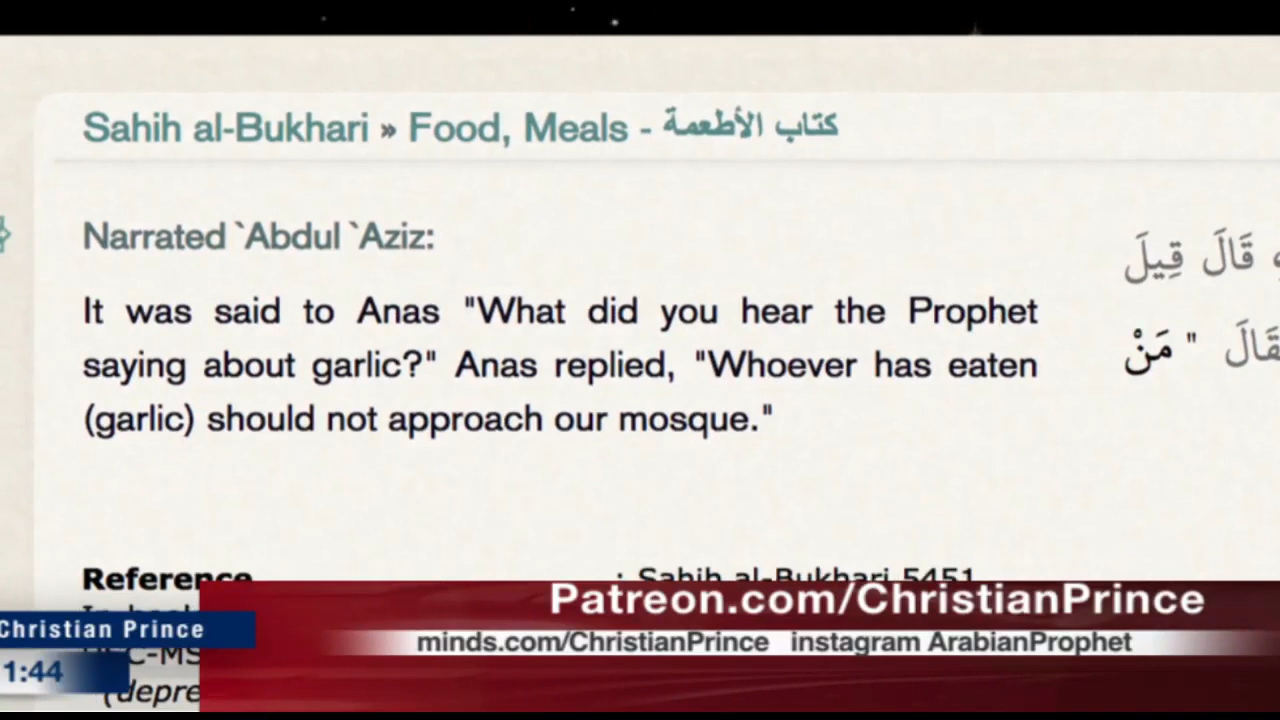 Sahih al-Bukhari » Food, Meals - كتاب الأطعمة
Narrated `Abdul `Aziz:
It was said to Anas "What did you hear the Prophet
saying about garlic?" Anas replied, "Whoever has eaten
(garlic) should not approach our mosque."
قَالَ قِيلَ
" مَنْ
Reference : Sahih al-Bukhari 5451
Patreon.com/ChristianPrince
Christian Prince
minds.com/ChristianPrince instagram ArabianProphet
1:44
(depre